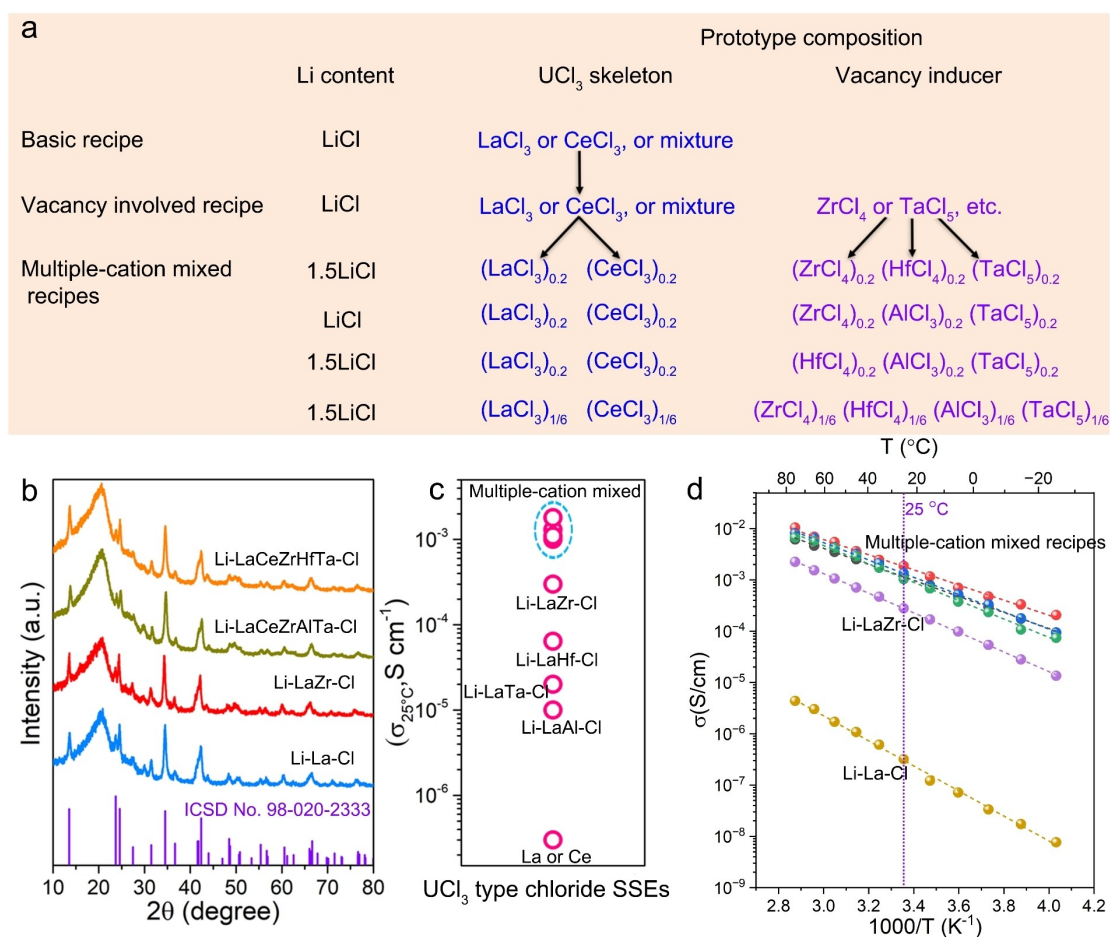 a
Prototype composition
Li content UCl₃ skeleton Vacancy inducer
Basic recipe LiCl LaCl₃ or CeCl₃, or mixture
Vacancy involved recipe LiCl LaCl₃ or CeCl₃, or mixture ZrCl₄ or TaCl₅, etc.
Multiple-cation mixed 1.5LiCl (LaCl₃)₀.₂ (CeCl₃)₀.₂ (ZrCl₄)₀.₂ (HfCl₄)₀.₂ (TaCl₅)₀.₂
recipes
LiCl (LaCl₃)₀.₂ (CeCl₃)₀.₂ (ZrCl₄)₀.₂ (AlCl₃)₀.₂ (TaCl₅)₀.₂
1.5LiCl (LaCl₃)₀.₂ (CeCl₃)₀.₂ (HfCl₄)₀.₂ (AlCl₃)₀.₂ (TaCl₅)₀.₂
1.5LiCl (LaCl₃)₁/₆ (CeCl₃)₁/₆ (ZrCl₄)₁/₆ (HfCl₄)₁/₆ (AlCl₃)₁/₆ (TaCl₅)₁/₆
b
Intensity (a.u.)
Li-LaCeZrHfTa-Cl
Li-LaCeZrAlTa-Cl
Li-LaZr-Cl
Li-La-Cl
ICSD No. 98-020-2333
10 20 30 40 50 60 70 80
2θ (degree)
c
(σ25°C, S cm⁻¹)
10⁻³
10⁻⁴
10⁻⁵
10⁻⁶
Multiple-cation mixed
Li-LaZr-Cl
Li-LaHf-Cl
Li-LaTa-Cl
Li-LaAl-Cl
La or Ce
UCl₃ type chloride SSEs
d
T (°C)
80 60 40 20 0 −20
25 °C
σ(S/cm)
10⁻²
10⁻³
10⁻⁴
10⁻⁵
10⁻⁶
10⁻⁷
10⁻⁸
10⁻⁹
Multiple-cation mixed recipes
Li-LaZr-Cl
Li-La-Cl
2.8 3.0 3.2 3.4 3.6 3.8 4.0 4.2
1000/T (K⁻¹)